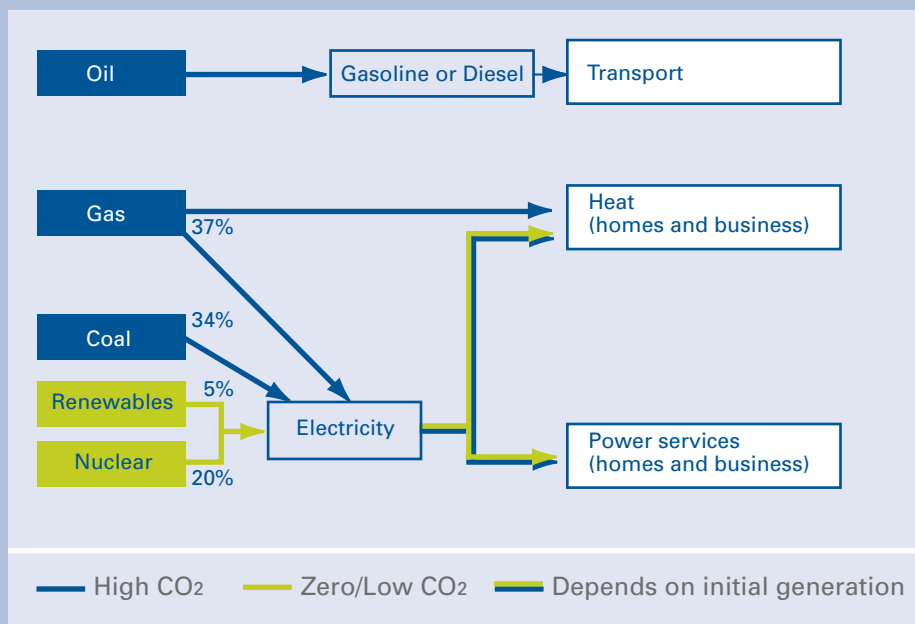 Oil
Gasoline or Diesel
Transport
Gas
37%
Heat
(homes and business)
34%
Coal
5%
Renewables
Electricity
Nuclear
20%
Power services
(homes and business)
High CO2
Zero/Low CO2
Depends on initial generation